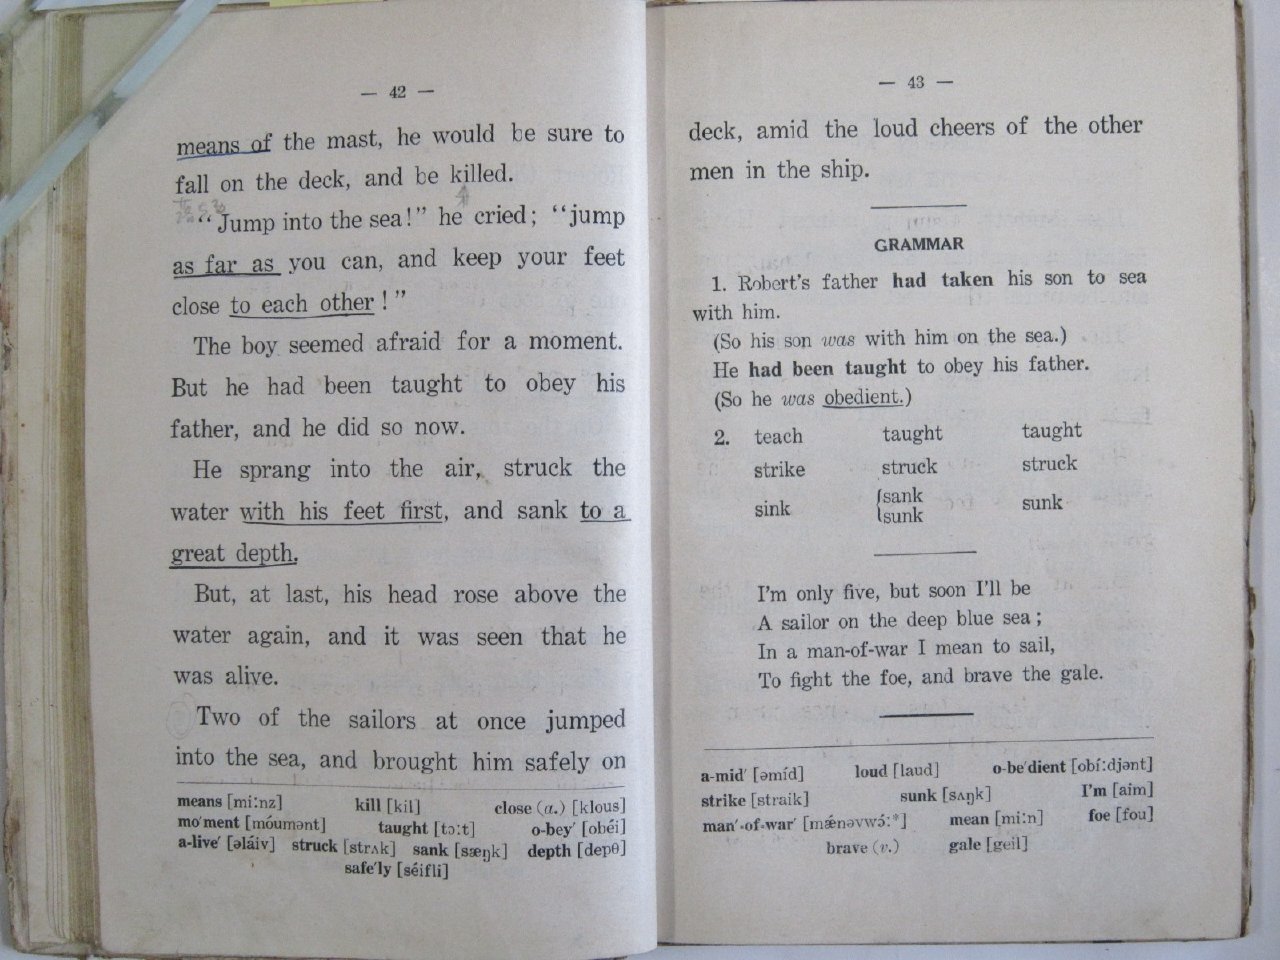 — 42 —
means of the mast, he would be sure to
fall on the deck, and be killed.
“Jump into the sea!” he cried; “jump
as far as you can, and keep your feet
close to each other!”
The boy seemed afraid for a moment.
But he had been taught to obey his
father, and he did so now.
He sprang into the air, struck the
water with his feet first, and sank to a
great depth.
But, at last, his head rose above the
water again, and it was seen that he
was alive.
Two of the sailors at once jumped
into the sea, and brought him safely on
means [mi:nz] kill [kil] close (a.) [klous]
mo′ment [móumənt] taught [tɔ:t] o-bey′ [obéi]
a-live′ [əláiv] struck [strʌk] sank [sæŋk] depth [depθ]
safe′ly [séifli]
— 43 —
deck, amid the loud cheers of the other
men in the ship.
GRAMMAR
1. Robert's father had taken his son to sea
with him.
(So his son was with him on the sea.)
He had been taught to obey his father.
(So he was obedient.)
2. teach taught taught
strike struck struck
sink {sank sunk
{sunk
I'm only five, but soon I'll be
A sailor on the deep blue sea;
In a man-of-war I mean to sail,
To fight the foe, and brave the gale.
a-mid′ [əmíd] loud [laud] o-be′dient [obí:djənt]
strike [straik] sunk [sʌŋk] I'm [aim]
man′-of-war′ [mǽnəvwɔ́:*] mean [mi:n] foe [fou]
brave (v.) gale [geil]